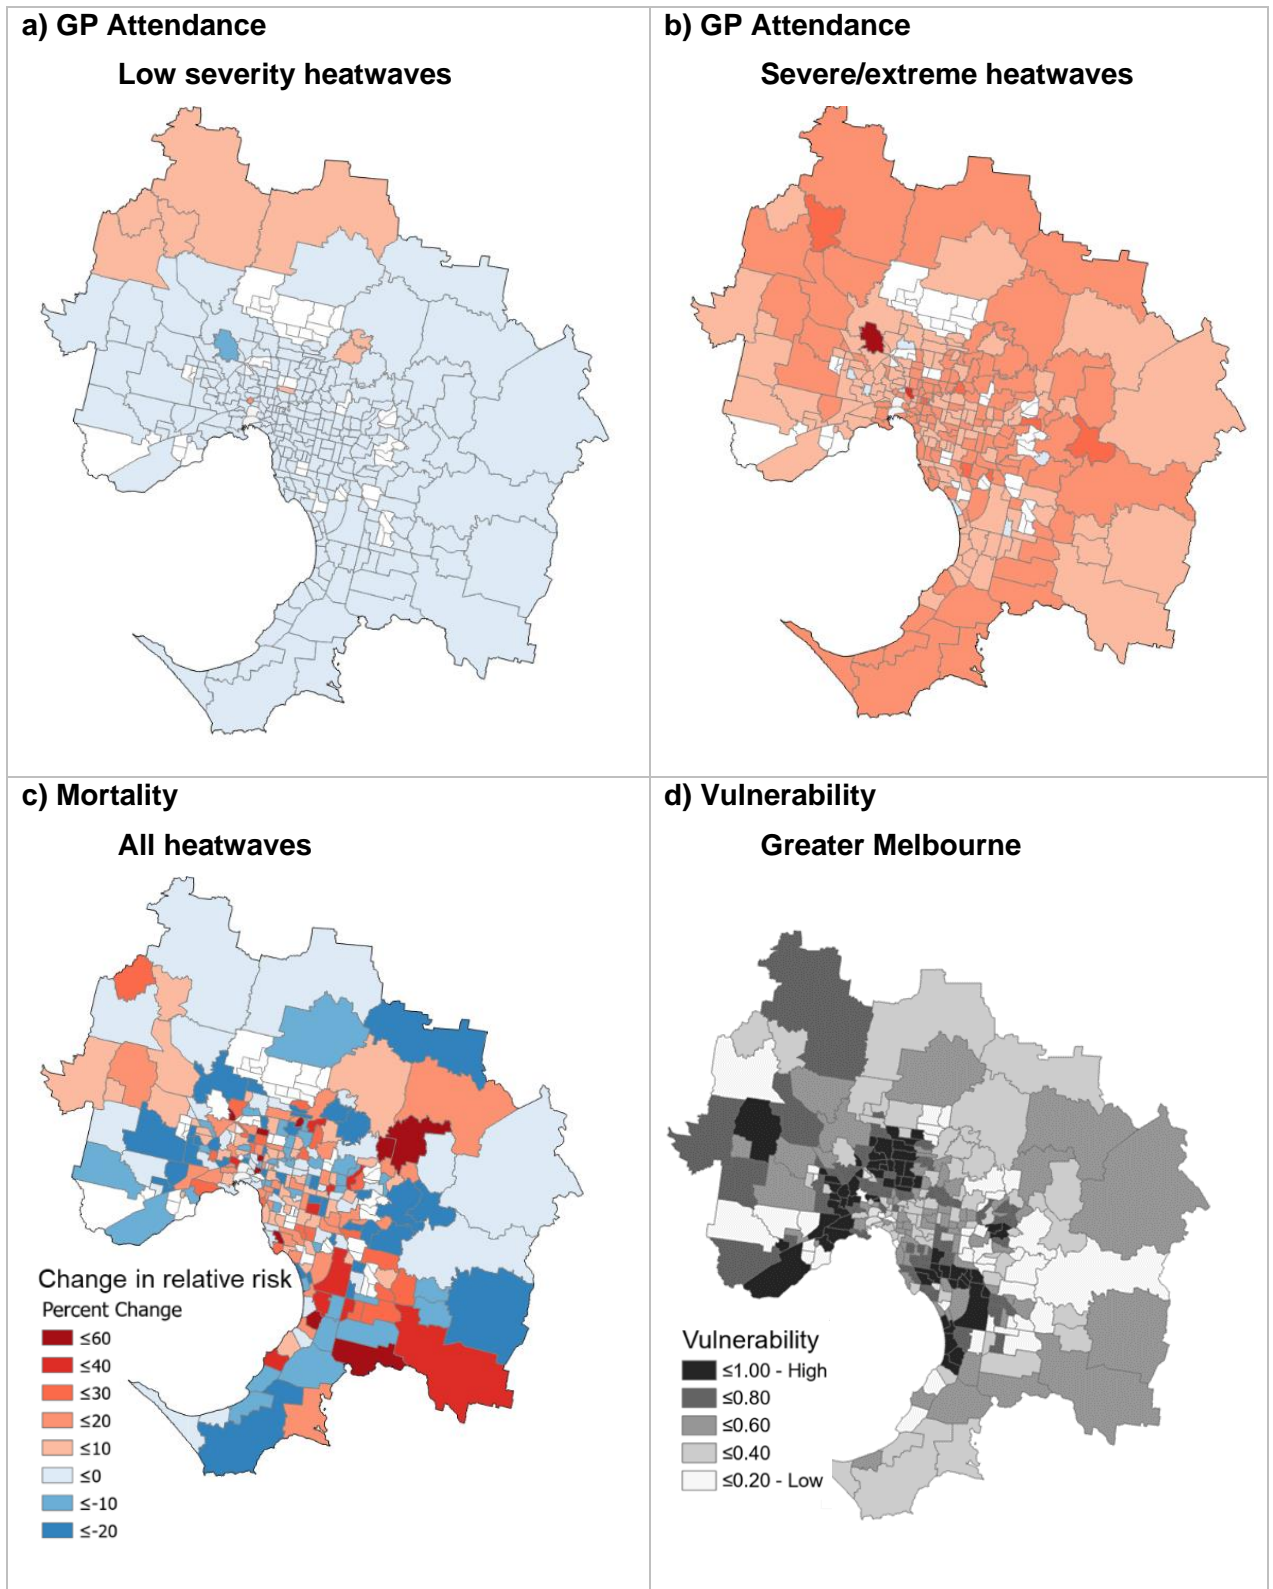 a) GP Attendance
Low severity heatwaves
b) GP Attendance
Severe/extreme heatwaves
c) Mortality
All heatwaves
Change in relative risk
Percent Change
≤60
≤40
≤30
≤20
≤10
≤0
≤-10
≤-20
d) Vulnerability
Greater Melbourne
Vulnerability
≤1.00 - High
≤0.80
≤0.60
≤0.40
≤0.20 - Low